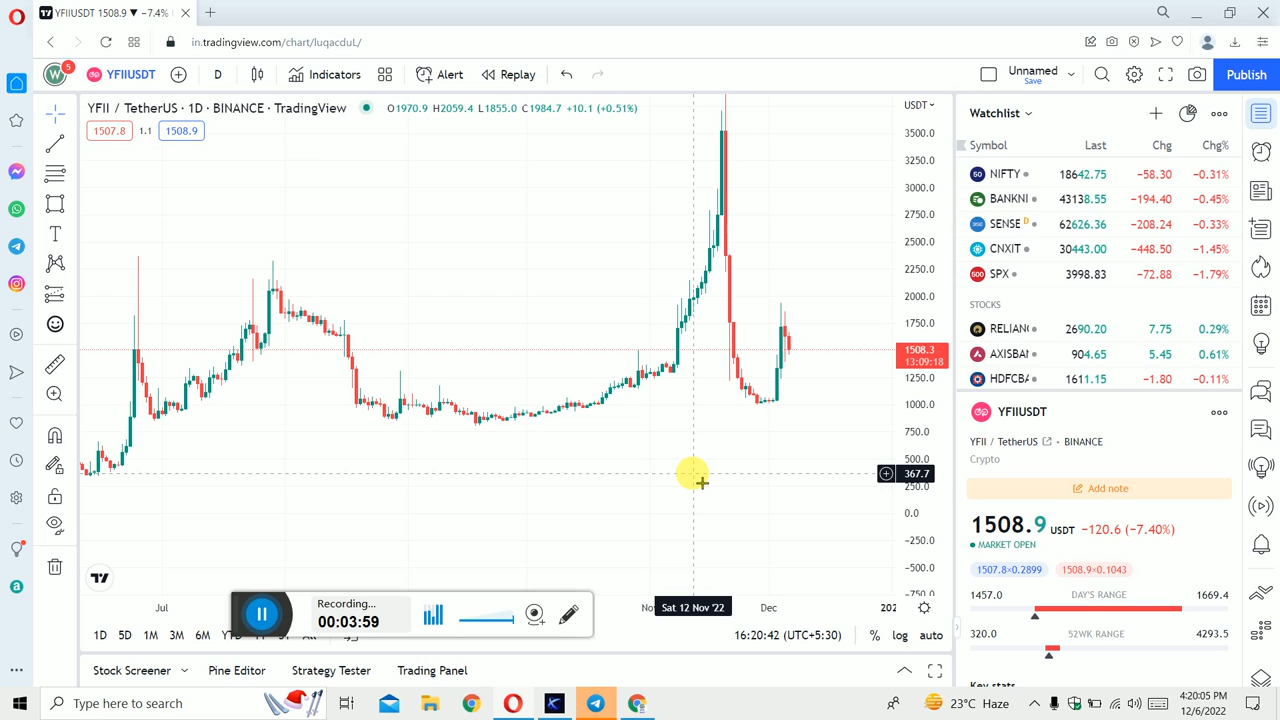 YFIIUSDT 1508.9 ▼ −7.4%
in.tradingview.com/chart/luqacduL/
W 5 YFIIUSDT D Indicators Alert Replay Unnamed Save Publish
YFII / TetherUS · 1D · BINANCE · TradingView O1970.9 H2059.4 L1855.0 C1984.7 +10.1 (+0.51%)
1507.8 1.1 1508.9
USDT
3500.0
3250.0
3000.0
2750.0
2500.0
2250.0
2000.0
1750.0
1508.3
13:09:18
1250.0
1000.0
750.0
500.0
367.7
250.0
0.0
−250.0
−500.0
−750.0
Jul Nov Sat 12 Nov '22 Dec 202
Recording...
00:03:59
1D 5D 1M 3M 6M YTD 16:20:42 (UTC+5:30) % log auto
Stock Screener Pine Editor Strategy Tester Trading Panel
Watchlist
Symbol Last Chg Chg%
NIFTY 18642.75 −58.30 −0.31%
BANKNI 43138.55 −194.40 −0.45%
SENSE D 62626.36 −208.24 −0.33%
CNXIT 30443.00 −448.50 −1.45%
SPX 3998.83 −72.88 −1.79%
STOCKS
RELIAN 2690.20 7.75 0.29%
AXISBA 904.65 5.45 0.61%
HDFCBA 1611.15 −1.80 −0.11%
YFIIUSDT
YFII / TetherUS · BINANCE
Crypto
Add note
1508.9 USDT −120.6 (−7.40%)
MARKET OPEN
1507.8×0.2899 1508.9×0.1043
1457.0 DAY'S RANGE 1669.4
320.0 52WK RANGE 4293.5
Key stats
Type here to search
23°C Haze
4:20:05 PM
12/6/2022